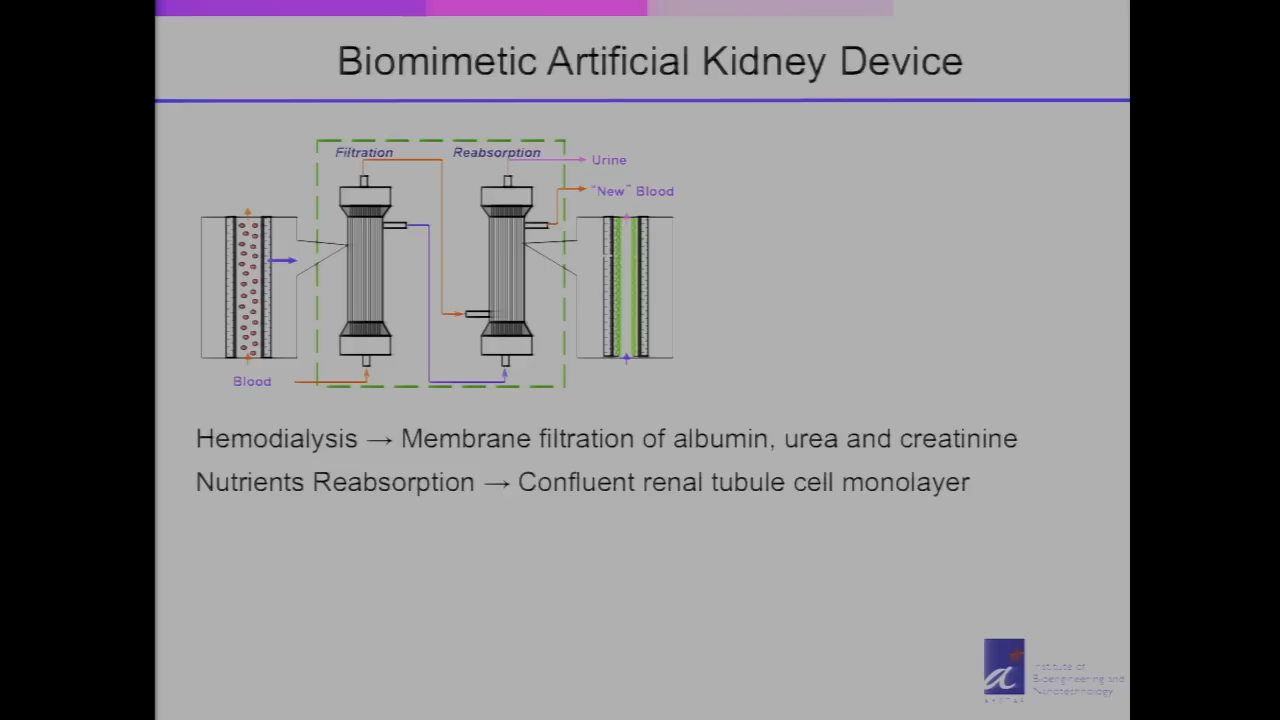 Biomimetic Artificial Kidney Device
Filtration
Reabsorption
Urine
"New" Blood
Blood
Hemodialysis → Membrane filtration of albumin, urea and creatinine
Nutrients Reabsorption → Confluent renal tubule cell monolayer
Institute of
Bioengineering and
Nanotechnology